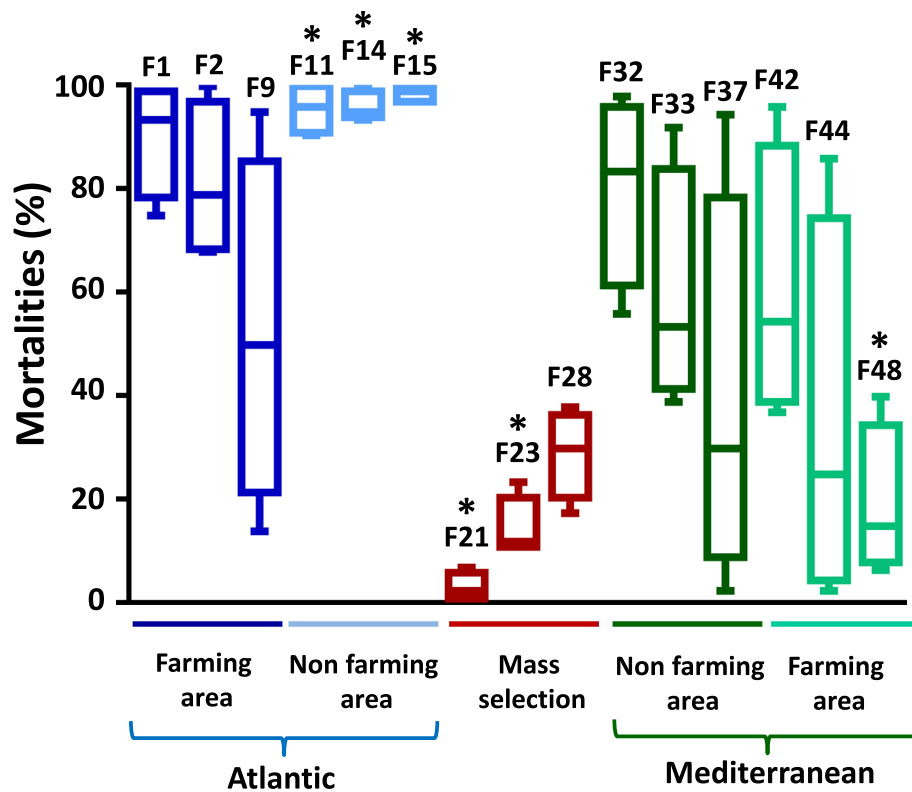 Mortalities (%)
100
80
60
40
20
0
F1
F2
F9
*
F11
*
F14
*
F15
*
F21
*
F23
F28
F32
F33
F37
F42
F44
*
F48
Farming
area
Non farming
area
Mass
selection
Non farming
area
Farming
area
Atlantic
Mediterranean